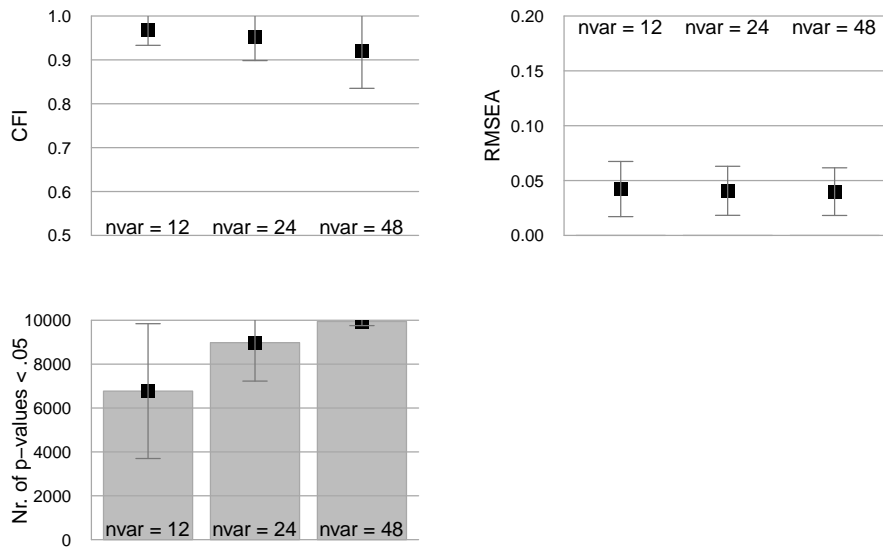 CFI
1.0
0.9
0.8
0.7
0.6
0.5
nvar = 12
nvar = 24
nvar = 48
RMSEA
0.20
0.15
0.10
0.05
0.00
nvar = 12
nvar = 24
nvar = 48
Nr. of p−values < .05
10000
8000
6000
4000
2000
0
nvar = 12
nvar = 24
nvar = 48